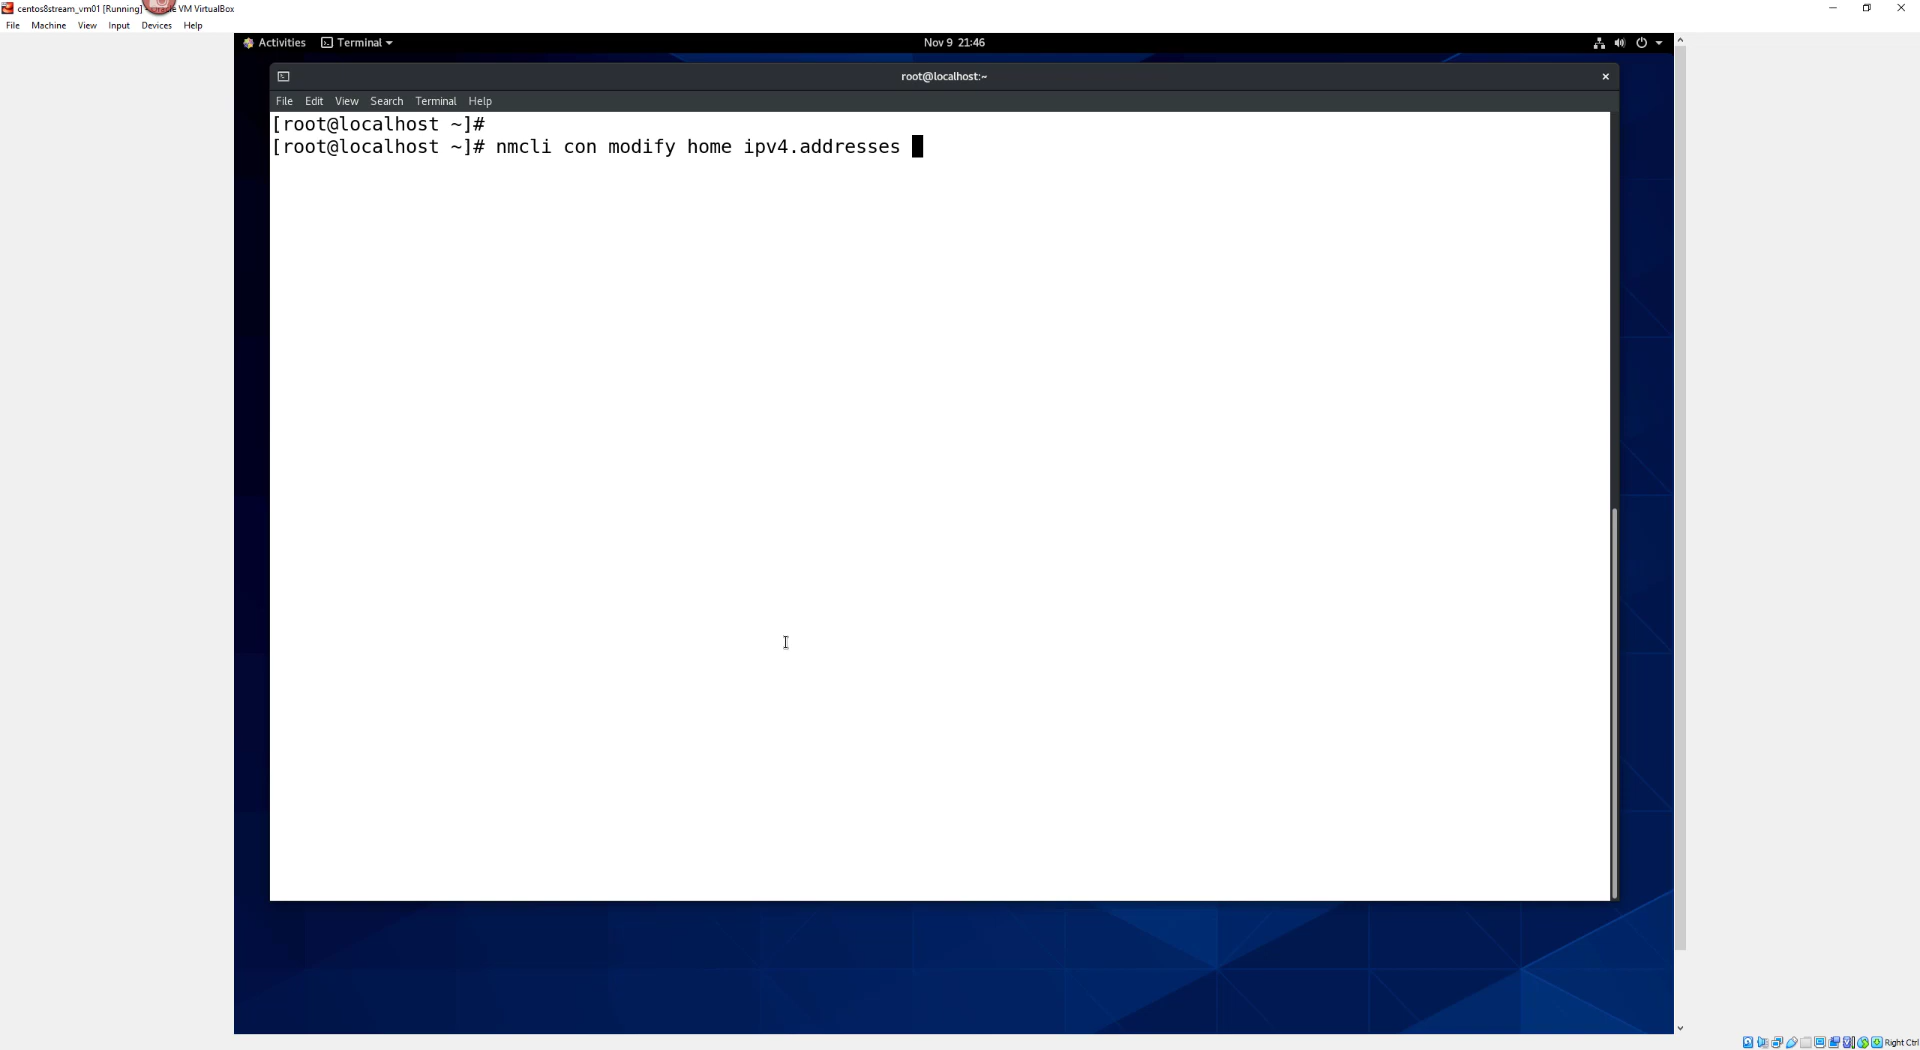 centos8stream_vm01 [Running] - Oracle VM VirtualBox
File Machine View Input Devices Help
Activities Terminal Nov 9 21:46
root@localhost:~
File Edit View Search Terminal Help
[root@localhost ~]#
[root@localhost ~]# nmcli con modify home ipv4.addresses
Right Ctrl